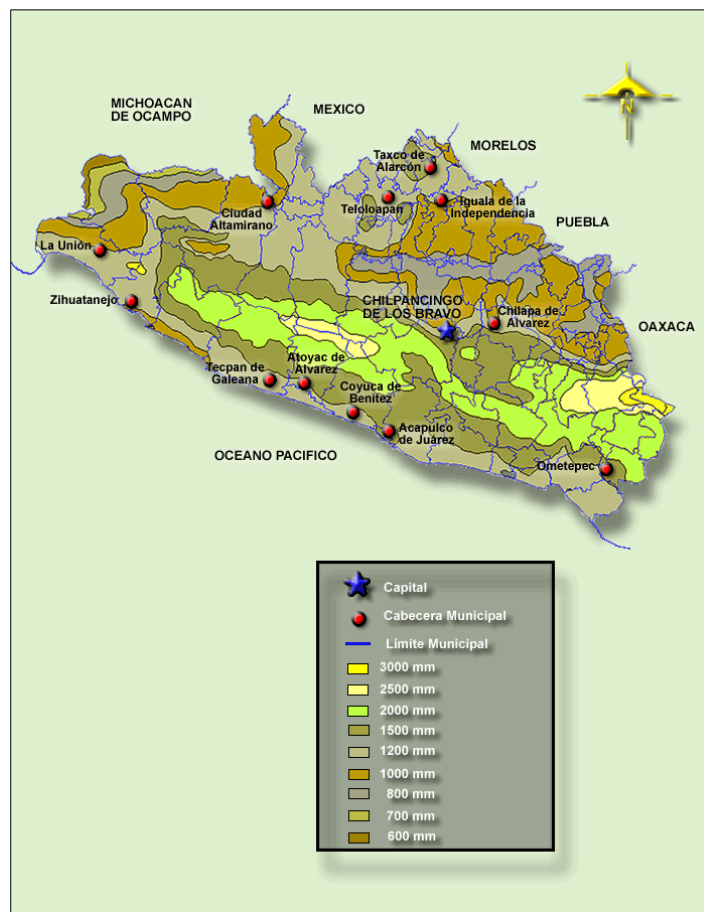 MICHOACAN
DE OCAMPO
MEXICO
MORELOS
N
Taxco de
Alarcón
Ciudad
Altamirano
Teloloapan
Iguala de la
Independencia
PUEBLA
La Unión
Zihuatanejo
CHILPANCINGO
DE LOS BRAVO
Chilapa de
Alvarez
OAXACA
Tecpan de
Galeana
Atoyac de
Alvarez
Coyuca de
Benítez
Acapulco
de Juárez
OCEANO PACIFICO
Ometepec
Capital
Cabecera Municipal
Límite Municipal
3000 mm
2500 mm
2000 mm
1500 mm
1200 mm
1000 mm
800 mm
700 mm
600 mm